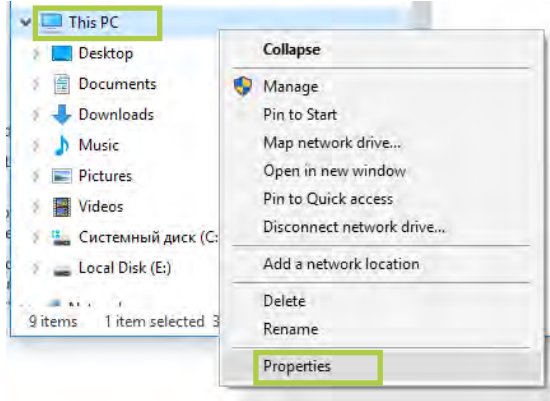 This PC
Desktop
Documents
Downloads
Music
Pictures
Videos
Системный диск (C:
Local Disk (E:)
9 items 1 item selected 3
Collapse
Manage
Pin to Start
Map network drive...
Open in new window
Pin to Quick access
Disconnect network drive...
Add a network location
Delete
Rename
Properties